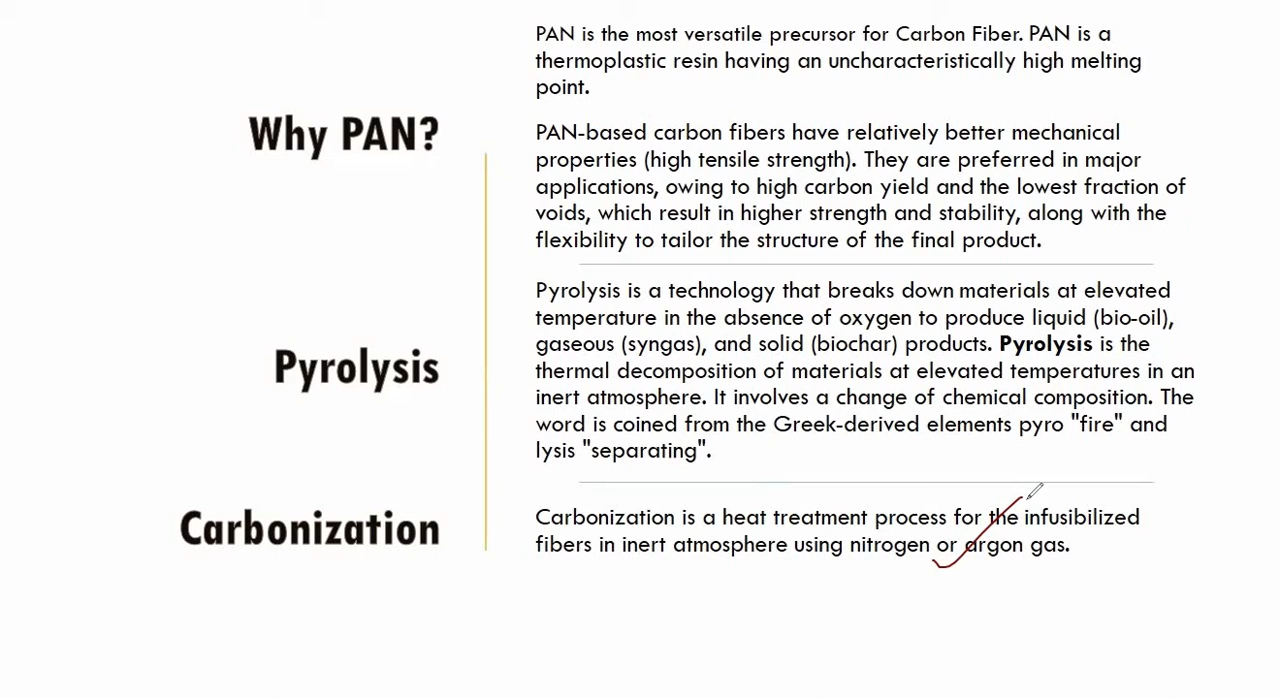 Why PAN?
PAN is the most versatile precursor for Carbon Fiber. PAN is a
thermoplastic resin having an uncharacteristically high melting
point.
PAN-based carbon fibers have relatively better mechanical
properties (high tensile strength). They are preferred in major
applications, owing to high carbon yield and the lowest fraction of
voids, which result in higher strength and stability, along with the
flexibility to tailor the structure of the final product.
Pyrolysis
Pyrolysis is a technology that breaks down materials at elevated
temperature in the absence of oxygen to produce liquid (bio-oil),
gaseous (syngas), and solid (biochar) products. Pyrolysis is the
thermal decomposition of materials at elevated temperatures in an
inert atmosphere. It involves a change of chemical composition. The
word is coined from the Greek-derived elements pyro "fire" and
lysis "separating".
Carbonization
Carbonization is a heat treatment process for the infusibilized
fibers in inert atmosphere using nitrogen or argon gas.